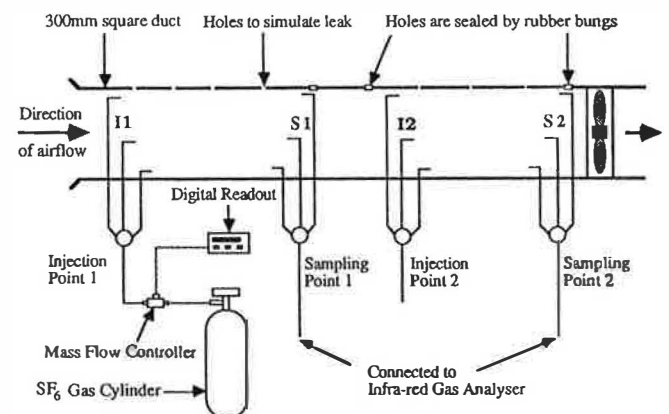 300mm square duct
Holes to simulate leak
Holes are sealed by rubber bungs
Direction
of airflow
I1
S1
I2
S2
Digital Readout
Injection
Point 1
Sampling
Point 1
Injection
Point 2
Sampling
Point 2
Mass Flow Controller
SF6 Gas Cylinder
Connected to
Infra-red Gas Analyser